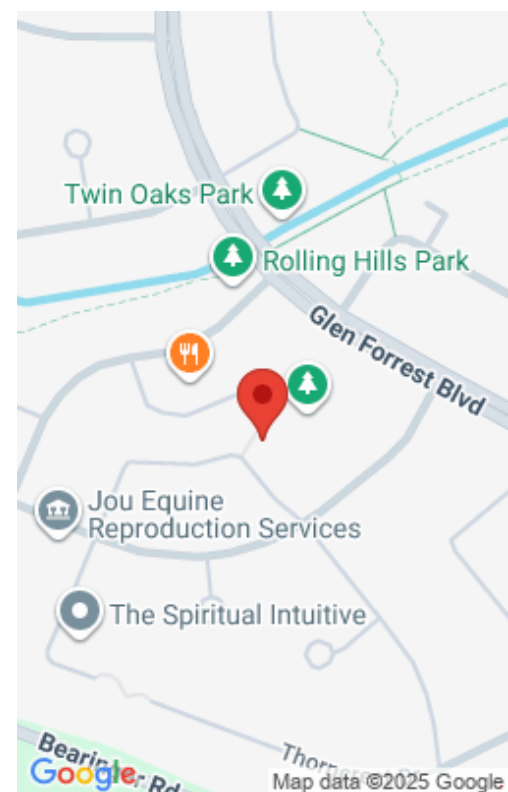 Twin Oaks Park
Rolling Hills Park
Glen Forrest Blvd
Jou Equine
Reproduction Services
The Spiritual Intuitive
Google
Map data ©2025 Google